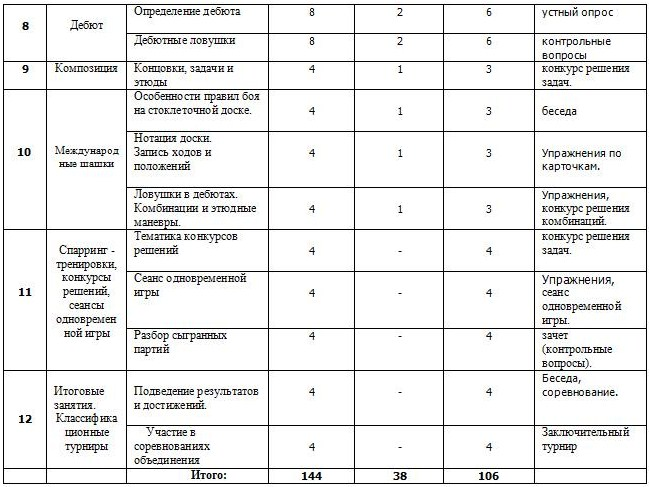 8
Дебют
Определение дебюта
8
2
6
устный опрос
Дебютные ловушки
8
2
6
контрольные
вопросы
9
Композиция
Концовки, задачи и
этюды
4
1
3
конкурс решения
задач.
10
Международ
ные шашки
Особенности правил боя
на стоклеточной доске.
4
1
3
беседа
Нотация доски.
Запись ходов и
положений
4
1
3
Упражнения по
карточкам.
Ловушки в дебютах.
Комбинации и этюдные
маневры.
4
1
3
Упражнения,
конкурс решения
комбинаций.
11
Спарринг -
тренировки,
конкурсы
решений,
сеансы
одновремен
ной игры
Тематика конкурсов
решений
4
-
4
конкурс решения
задач.
Сеанс одновременной
игры
4
-
4
Упражнения,
сеанс
одновременной
игры.
Разбор сыгранных
партий
4
-
4
зачет
(контрольные
вопросы).
12
Итоговые
занятия.
Классифика
ционные
турниры
Подведение результатов
и достижений.
4
-
4
Беседа,
соревнование.
Участие в
соревнованиях
объединения
4
-
4
Заключительный
турнир
Итого:
144
38
106